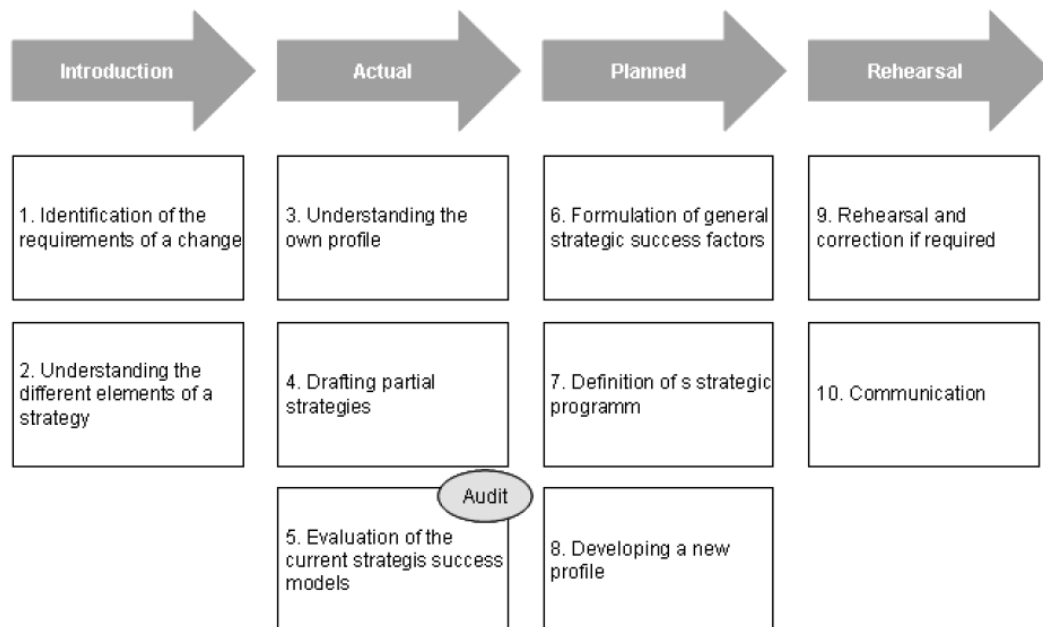 Introduction
Actual
Planned
Rehearsal
1. Identification of the
requirements of a change
3. Understanding the
own profile
6. Formulation of general
strategic success factors
9. Rehearsal and
correction if required
2. Understanding the
different elements of a
strategy
4. Drafting partial
strategies
7. Definition of s strategic
programm
10. Communication
Audit
5. Evaluation of the
current strategis success
models
8. Developing a new
profile